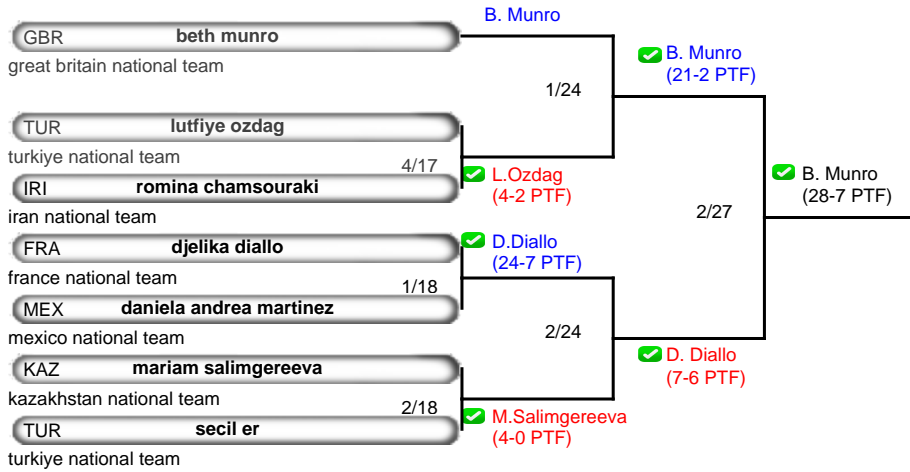 B. Munro
GBR beth munro
great britain national team
B. Munro
(21-2 PTF)
1/24
TUR lutfiye ozdag
turkiye national team
4/17
IRI romina chamsouraki
iran national team
L.Ozdag
(4-2 PTF)
B. Munro
(28-7 PTF)
2/27
FRA djelika diallo
france national team
D.Diallo
(24-7 PTF)
1/18
MEX daniela andrea martinez
mexico national team
2/24
KAZ mariam salimgereeva
kazakhstan national team
D. Diallo
(7-6 PTF)
2/18
TUR secil er
turkiye national team
M.Salimgereeva
(4-0 PTF)